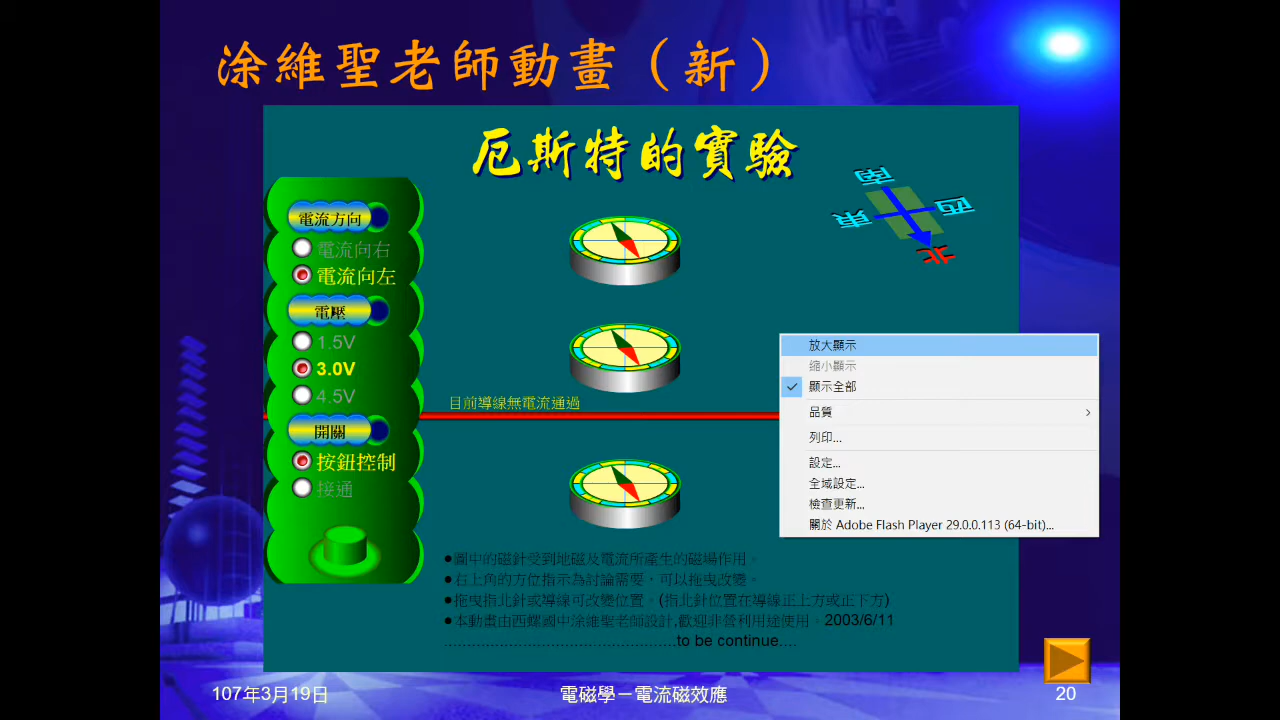 涂維聖老師動畫（新）
厄斯特的實驗
南
西
東
北
電流方向
電流向右
電流向左
電壓
1.5V
3.0V
4.5V
開關
按鈕控制
接通
目前導線無電流通過
放大顯示
縮小顯示
顯示全部
品質
列印...
設定...
全域設定...
檢查更新...
關於 Adobe Flash Player 29.0.0.113 (64-bit)...
●圖中的磁針受到地磁及電流所產生的磁場作用。
●右上角的方位指示為討論需要，可以拖曳改變。
●拖曳指北針或導線可改變位置。(指北針位置在導線正上方或正下方)
●本動畫由西螺國中涂維聖老師設計,歡迎非營利用途使用。2003/6/11
..................................................to be continue....
107年3月19日
電磁學－電流磁效應
20